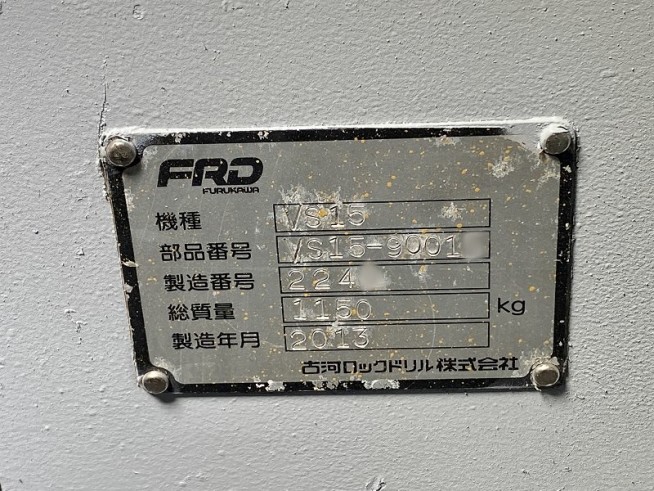 FRD
FURUKAWA
機種 VS15
部品番号 VS15-9001
製造番号 224
総質量 1150 kg
製造年月 2013
古河ロックドリル株式会社